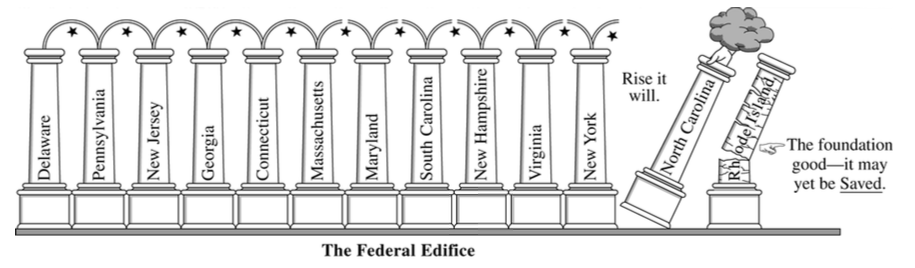 Delaware
Pennsylvania
New Jersey
Georgia
Connecticut
Massachusetts
Maryland
South Carolina
New Hampshire
Virginia
New York
Rise it
will.
North Carolina
Rhode Island
The foundation
good—it may
yet be Saved.
The Federal Edifice